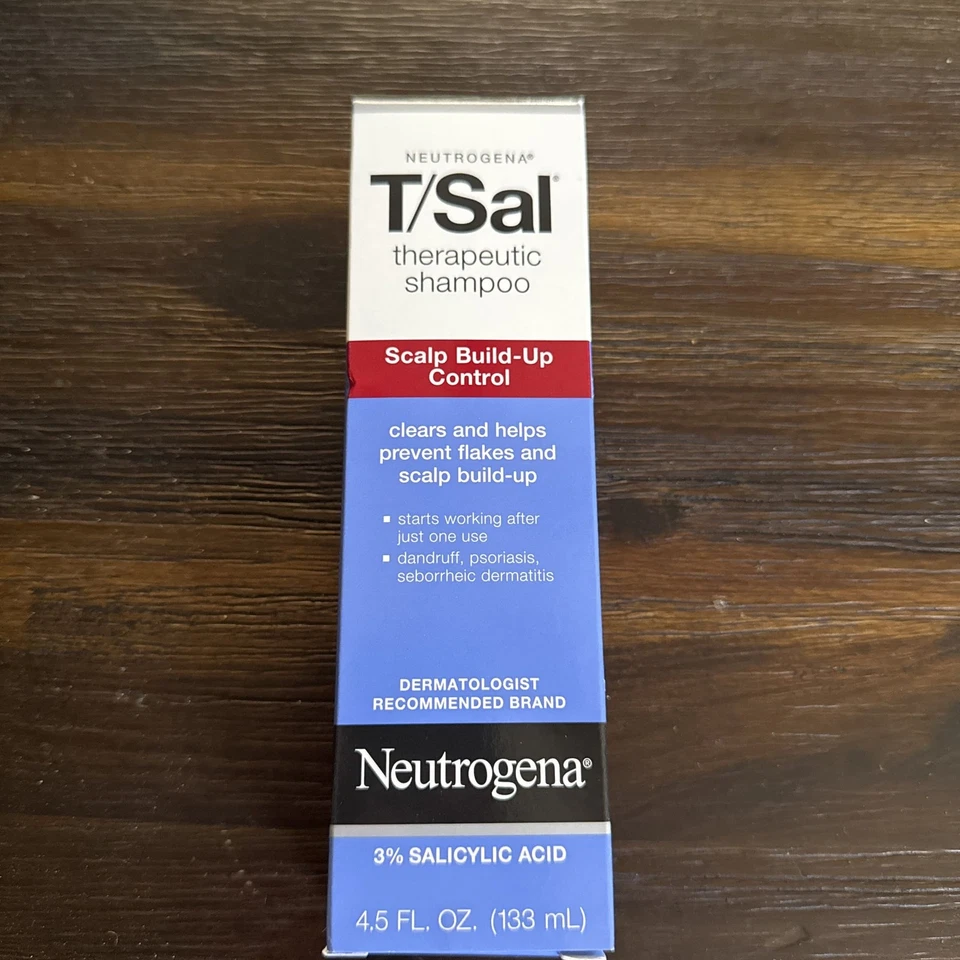 NEUTROGENA®
T/Sal®
therapeutic
shampoo
Scalp Build-Up
Control
clears and helps
prevent flakes and
scalp build-up
▪ starts working after
just one use
▪ dandruff, psoriasis,
seborrheic dermatitis
DERMATOLOGIST
RECOMMENDED BRAND
Neutrogena®
3% SALICYLIC ACID
4.5 FL. OZ. (133 mL)